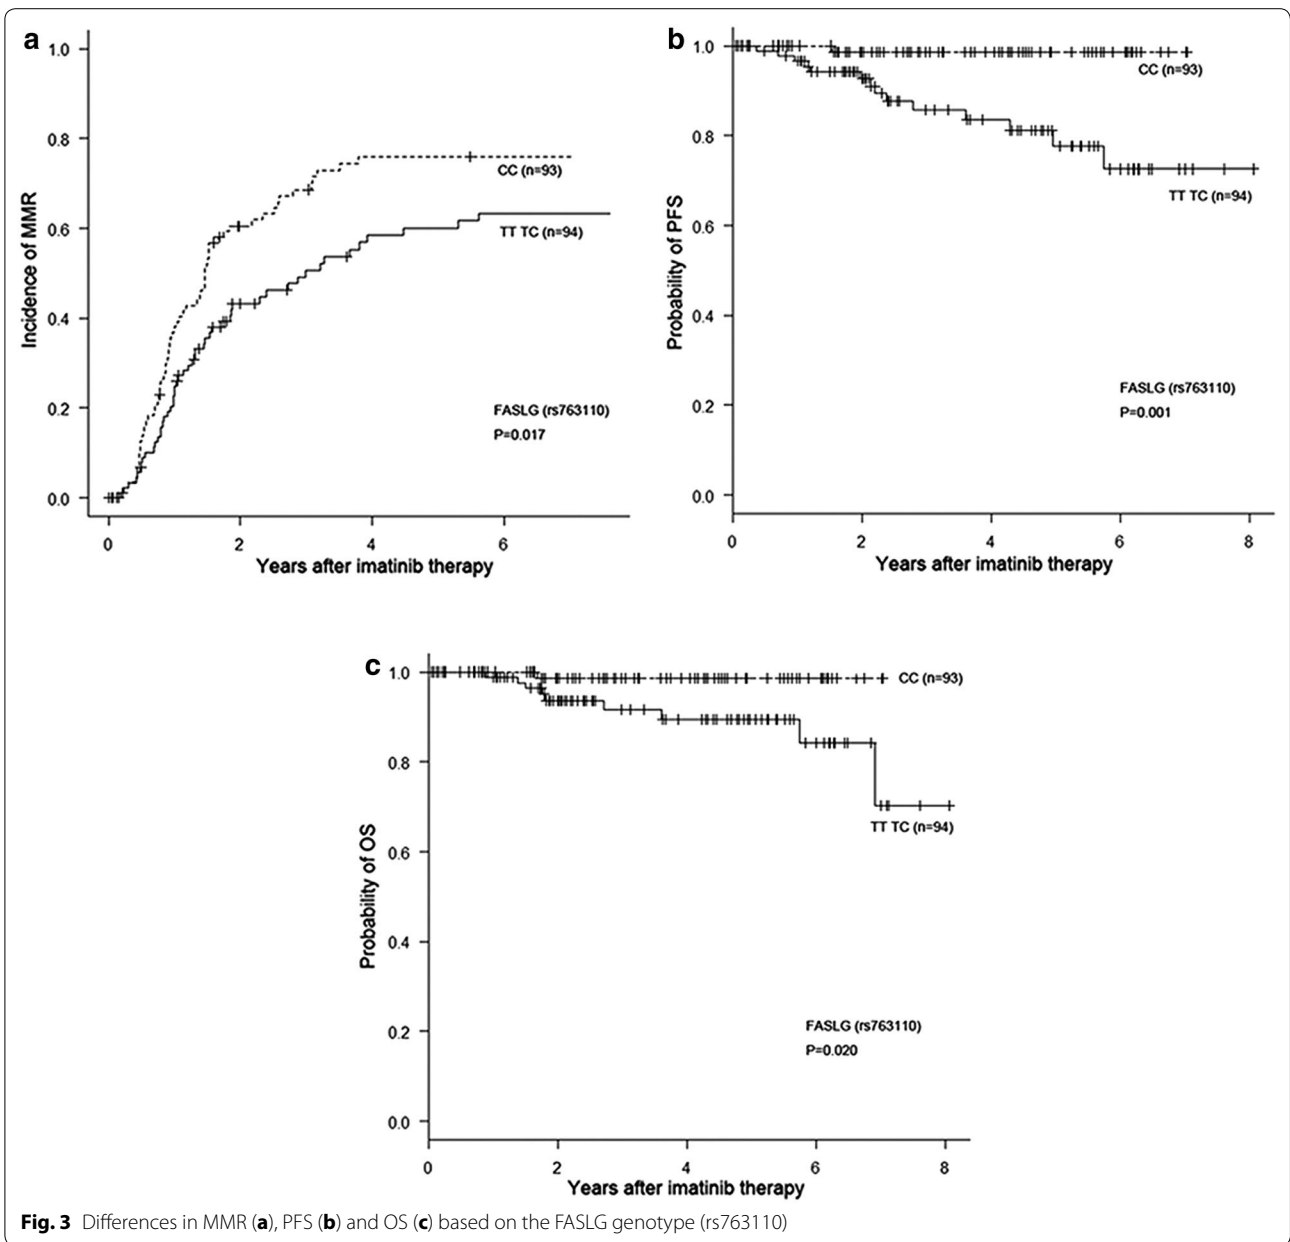 a
1.0
0.8
0.6
0.4
0.2
0.0
Incidence of MMR
CC (n=93)
TT TC (n=94)
FASLG (rs763110)
P=0.017
0 2 4 6
Years after imatinib therapy
b
1.0
0.8
0.6
0.4
0.2
0.0
Probability of PFS
CC (n=93)
TT TC (n=94)
FASLG (rs763110)
P=0.001
0 2 4 6 8
Years after imatinib therapy
c
1.0
0.8
0.6
0.4
0.2
0.0
Probability of OS
CC (n=93)
TT TC (n=94)
FASLG (rs763110)
P=0.020
0 2 4 6 8
Years after imatinib therapy
Fig. 3 Differences in MMR (a), PFS (b) and OS (c) based on the FASLG genotype (rs763110)